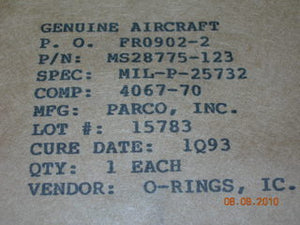 GENUINE AIRCRAFT
P. O. FR0902-2
P/N: MS28775-123
SPEC: MIL-P-25732
COMP: 4067-70
MFG: PARCO, INC.
LOT #: 15783
CURE DATE: 1Q93
QTY: 1 EACH
VENDOR: O-RINGS, IC.
08.08.2010